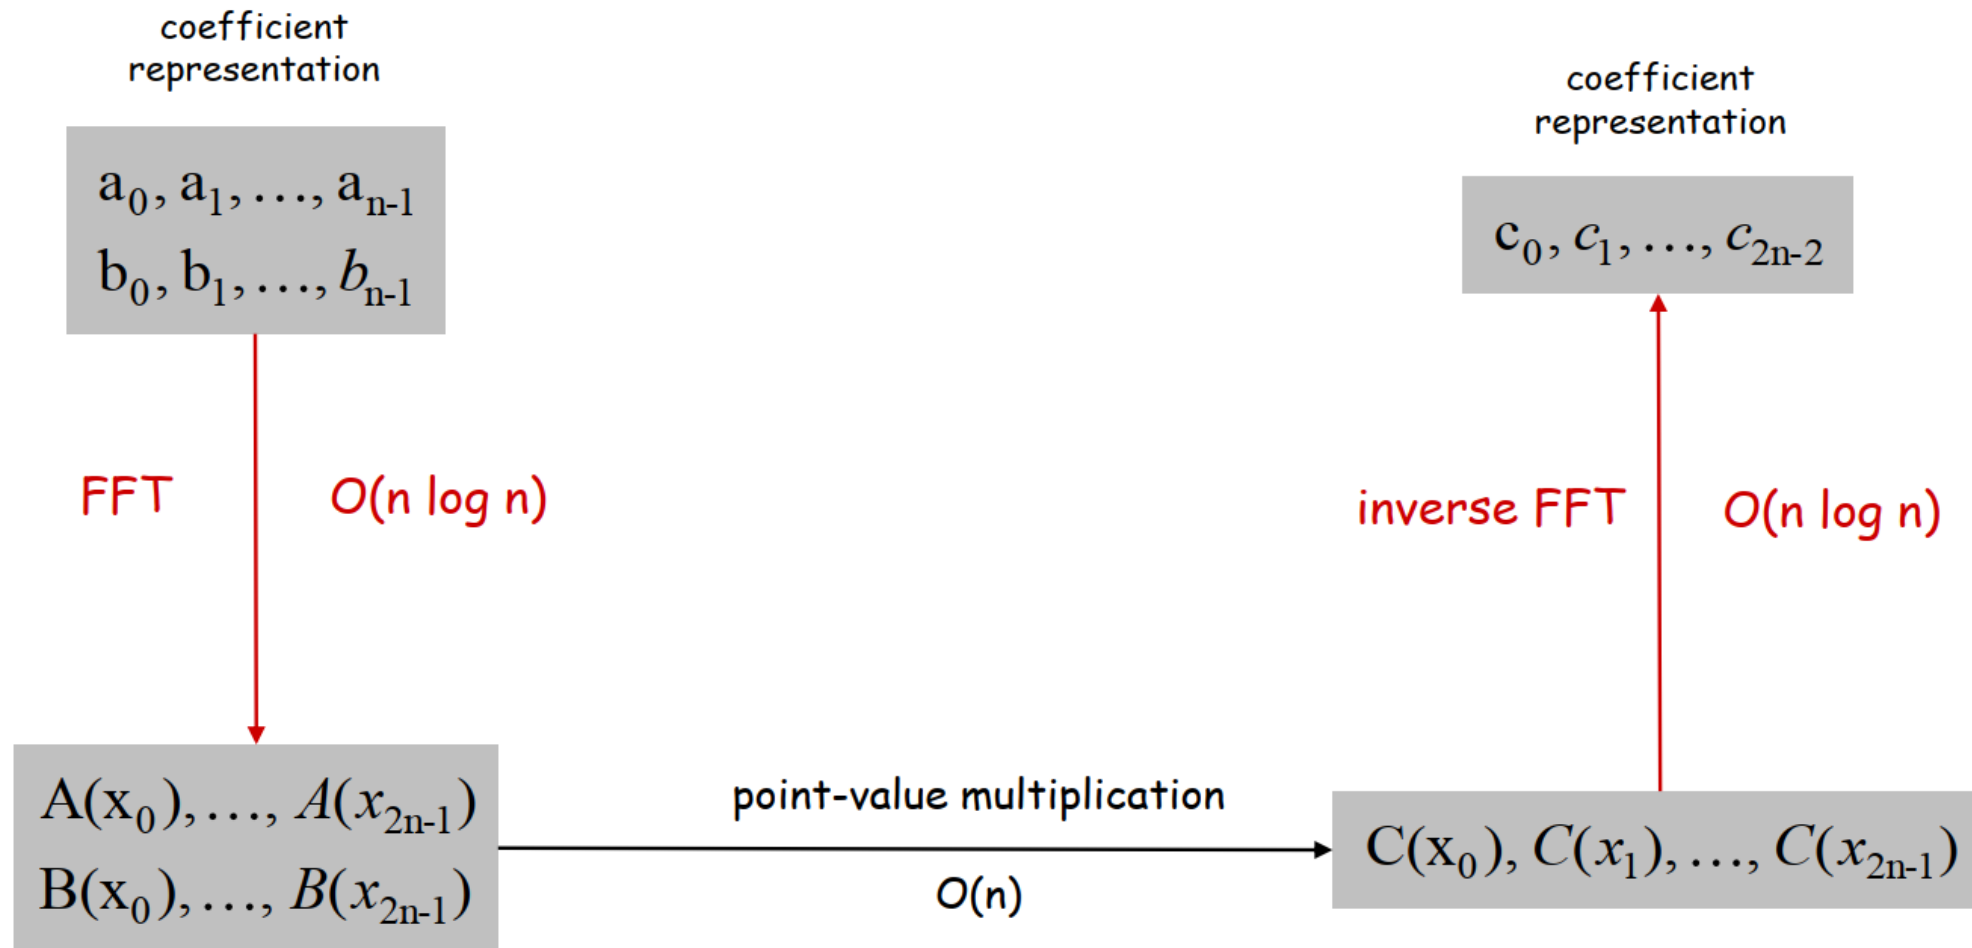 coefficient
representation
a₀, a₁, …, aₙ₋₁
b₀, b₁, …, bₙ₋₁
FFT
O(n log n)
A(x₀), …, A(x₂ₙ₋₁)
B(x₀), …, B(x₂ₙ₋₁)
point-value multiplication
O(n)
coefficient
representation
c₀, c₁, …, c₂ₙ₋₂
inverse FFT
O(n log n)
C(x₀), C(x₁), …, C(x₂ₙ₋₁)